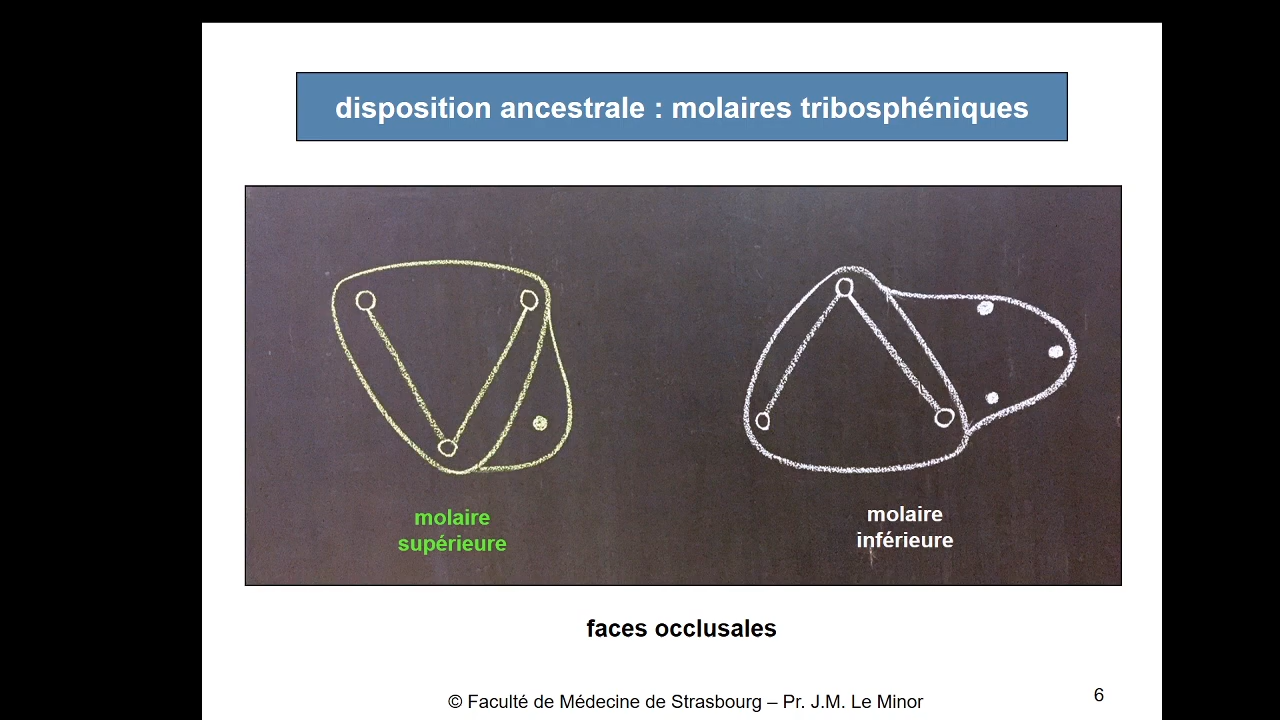 disposition ancestrale : molaires tribosphéniques
molaire
supérieure
molaire
inférieure
faces occlusales
© Faculté de Médecine de Strasbourg – Pr. J.M. Le Minor
6